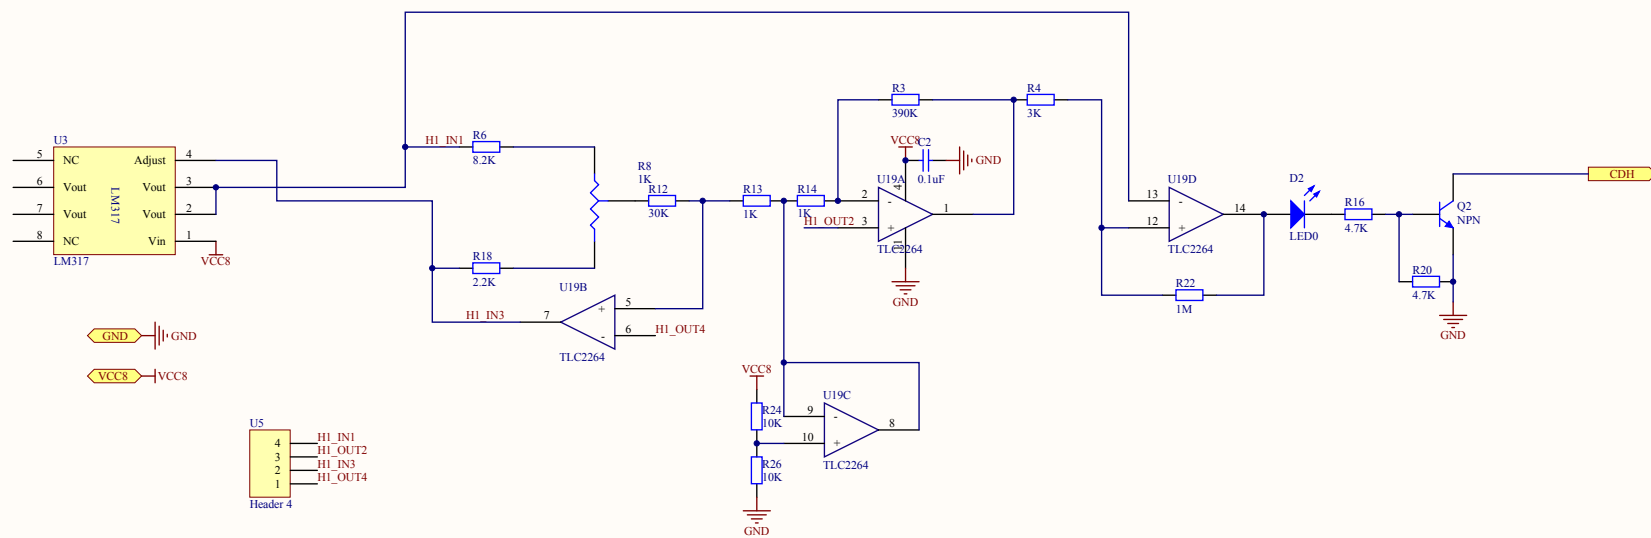 U3
5 NC Adjust 4
6 Vout Vout 3
7 Vout Vout 2
8 NC Vin 1
LM317
LM317
VCC8
GND GND
VCC8 VCC8
U5
4 H1_IN1
3 H1_OUT2
2 H1_IN3
1 H1_OUT4
Header 4
H1_IN1
R6
8.2K
R8
1K
R12
30K
R18
2.2K
U19B
H1_IN3
7
5
+
6
-
H1_OUT4
TLC2264
R13
1K
R14
1K
H1_OUT2
R3
390K
VCC8
C2
0.1uF
GND
U19A
4
2
-
3
+
1
11
TLC2264
GND
VCC8
R24
10K
R26
10K
GND
U19C
9
-
10
+
8
TLC2264
R4
3K
U19D
13
-
12
+
14
TLC2264
R22
1M
D2
LED0
R16
4.7K
R20
4.7K
Q2
NPN
GND
CDH